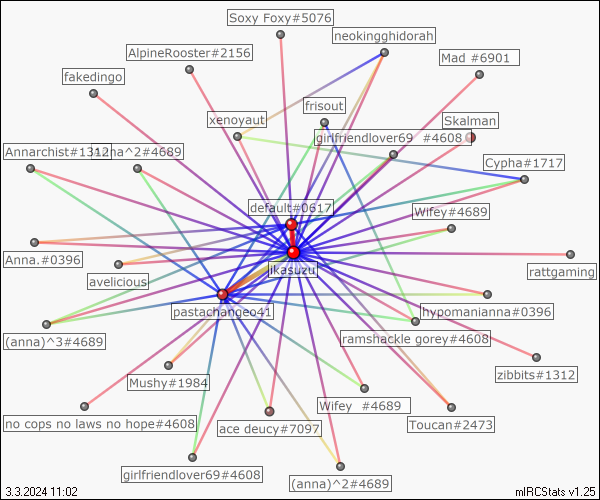 Soxy Foxy#5076
neokingghidorah
AlpineRooster#2156
Mad #6901
fakedingo
frisout
xenoyaut
Skalman
girlfriendlover69 #4608
Annarchist#1312
anna^2#4689
Cypha#1717
default#0617
Wifey#4689
Anna.#0396
jkasuzu
rattgaming
avelicious
pastachangeo41
hypomanianna#0396
(anna)^3#4689
ramshackle gorey#4608
zibbits#1312
Mushy#1984
no cops no laws no hope#4608
Wifey #4689
ace deucy#7097
Toucan#2473
girlfriendlover69#4608
(anna)^2#4689
3.3.2024 11:02
mIRCStats v1.25